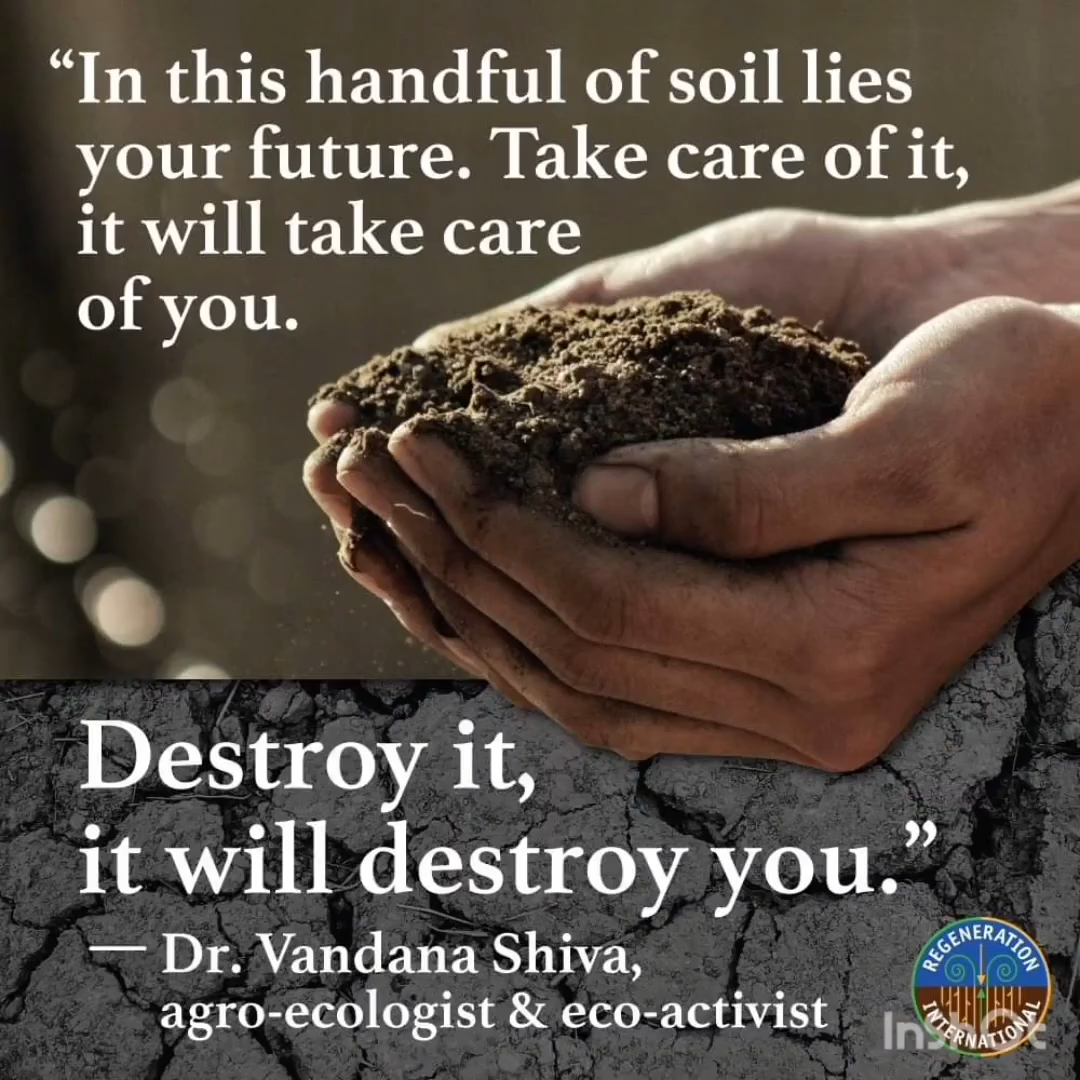 “In this handful of soil lies
your future. Take care of it,
it will take care
of you.
Destroy it,
it will destroy you.”
— Dr. Vandana Shiva,
agro-ecologist & eco-activist
REGENERATION
INTERNATIONAL